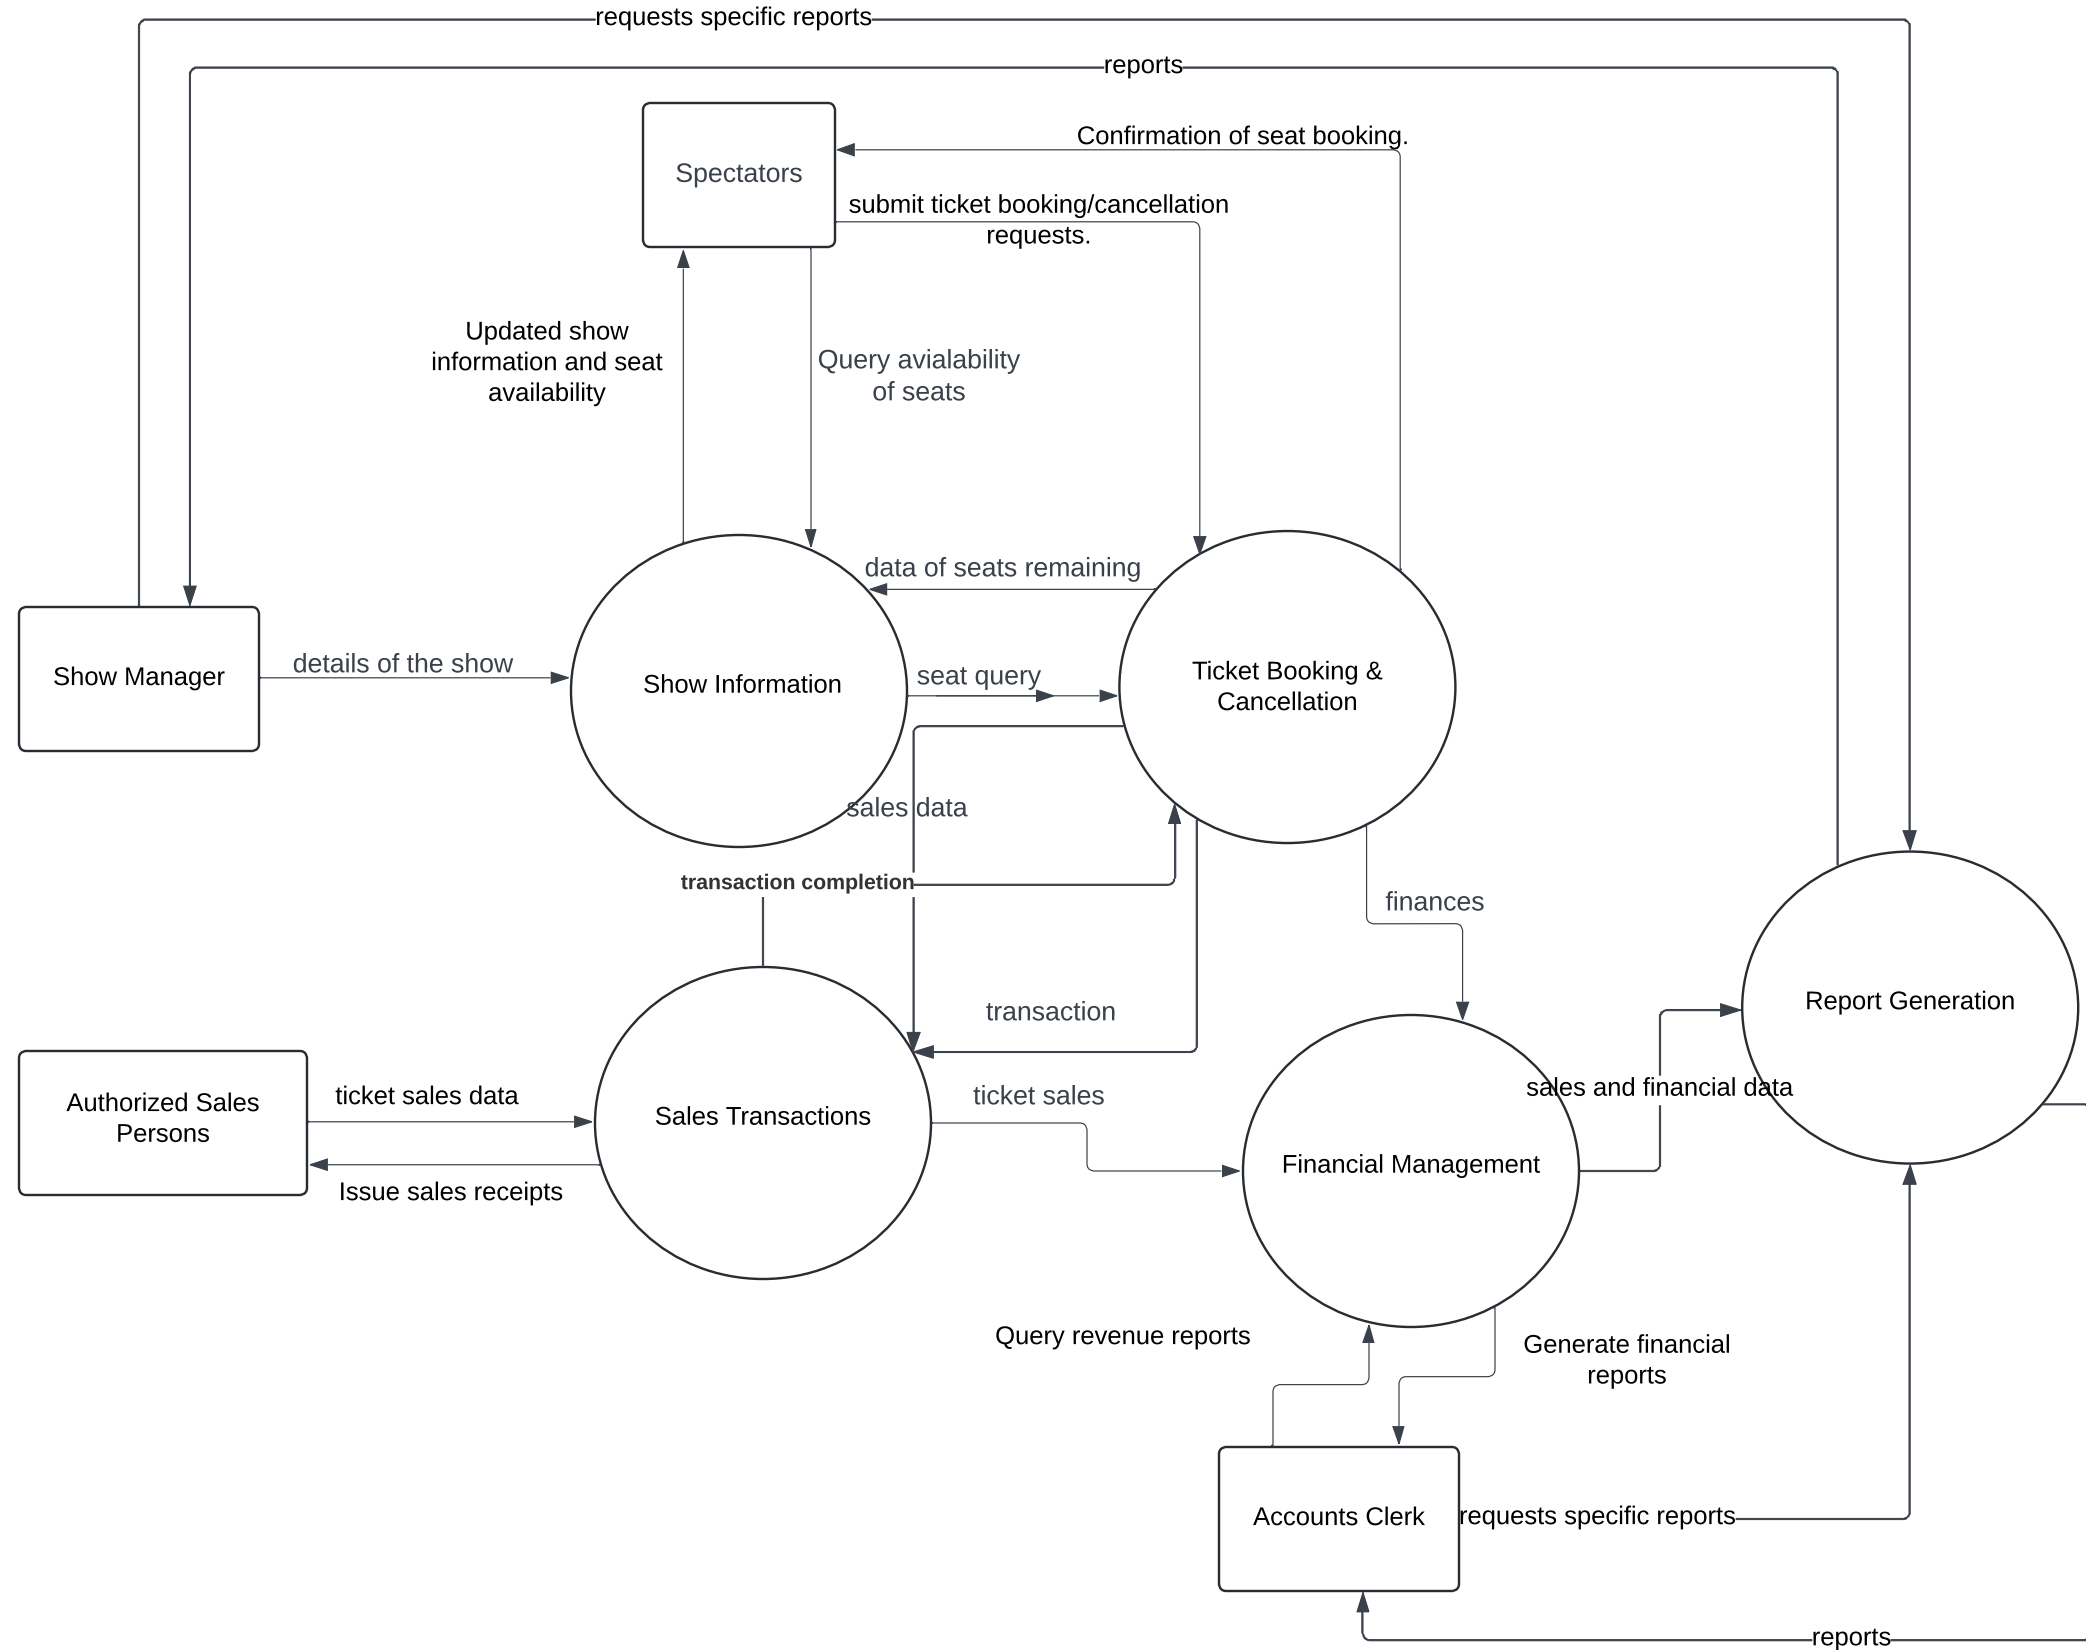 requests specific reports
reports
Confirmation of seat booking.
Spectators
submit ticket booking/cancellation
requests.
Updated show
information and seat
availability
Query avialability
of seats
data of seats remaining
Show Manager
details of the show
Show Information
seat query
Ticket Booking &
Cancellation
sales data
transaction completion
finances
Report Generation
transaction
sales and financial data
Authorized Sales
Persons
ticket sales data
Sales Transactions
ticket sales
Issue sales receipts
Financial Management
Query revenue reports
Generate financial
reports
Accounts Clerk
requests specific reports
reports